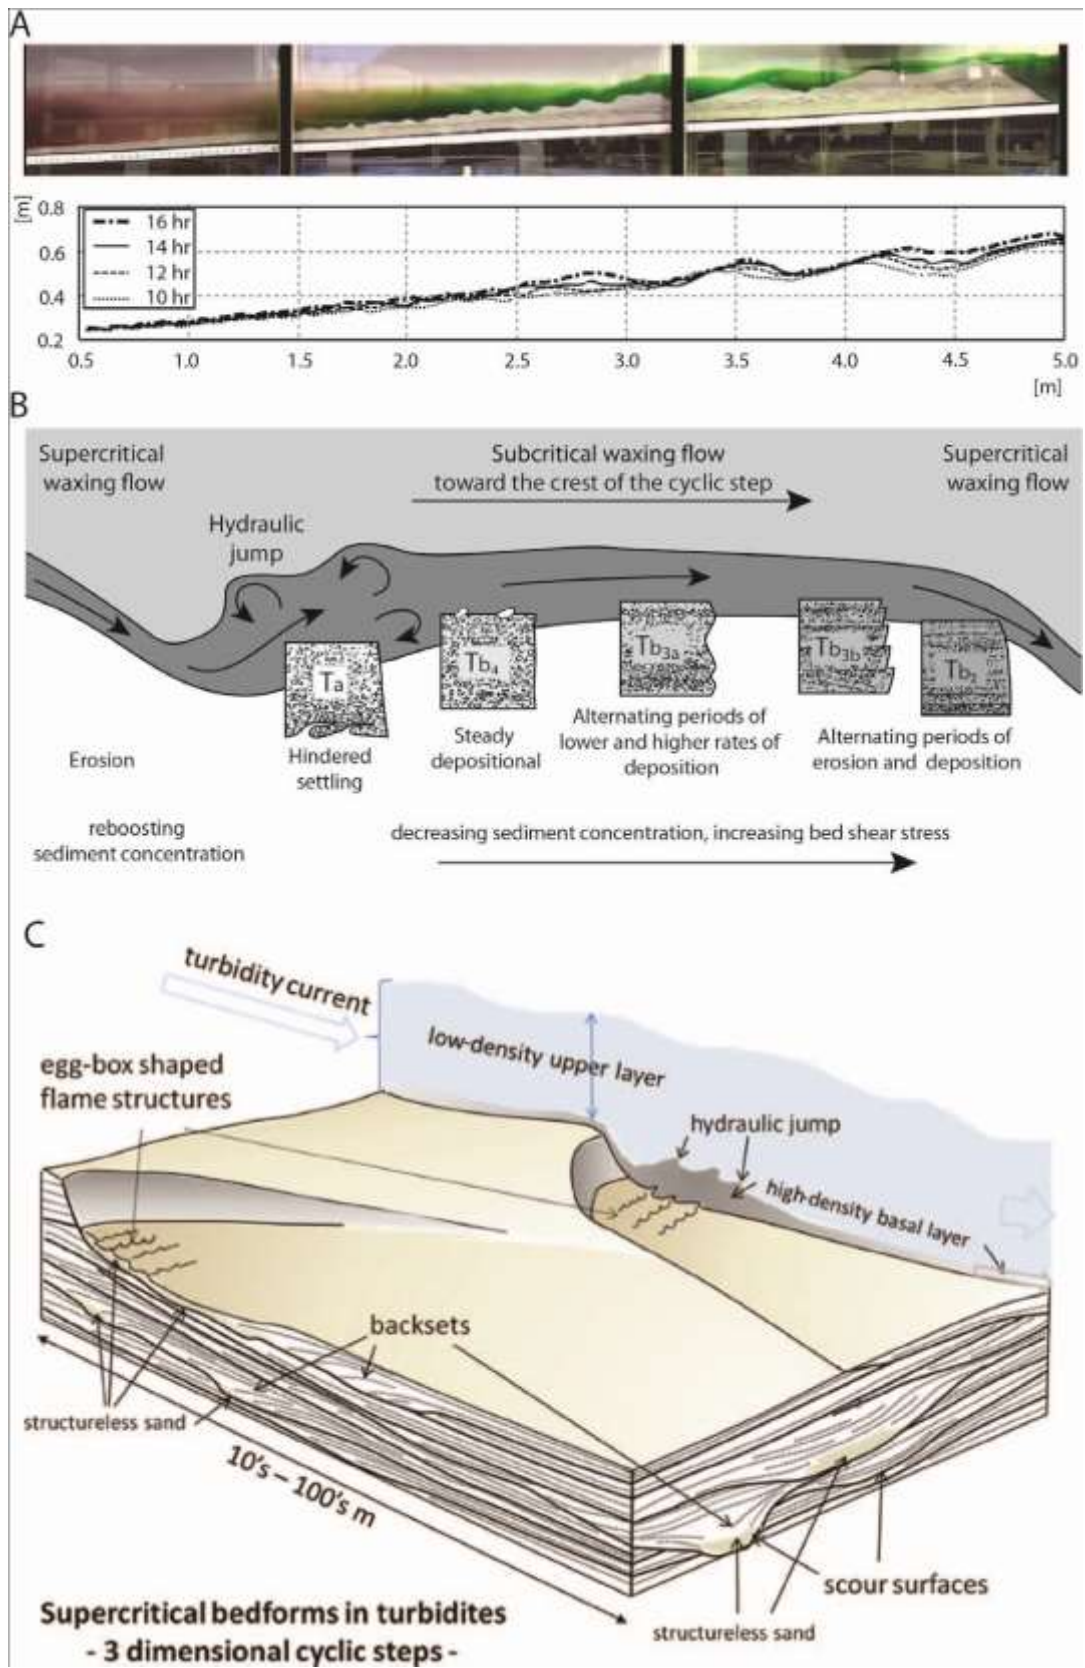 A
[m]
0.8
0.6
0.4
0.2
16 hr
14 hr
12 hr
10 hr
0.5 1.0 1.5 2.0 2.5 3.0 3.5 4.0 4.5 5.0
[m]
B
Supercritical
waxing flow
Subcritical waxing flow
toward the crest of the cyclic step
Supercritical
waxing flow
Hydraulic
jump
Ta
Tb4
Tb3a
Tb3b
Tb2
Erosion
Hindered
settling
Steady
depositional
Alternating periods of
lower and higher rates of
deposition
Alternating periods of
erosion and deposition
reboosting
sediment concentration
decreasing sediment concentration, increasing bed shear stress
C
turbidity current
low-density upper layer
egg-box shaped
flame structures
hydraulic jump
high-density basal layer
backsets
structureless sand
10's – 100's m
scour surfaces
structureless sand
Supercritical bedforms in turbidites
- 3 dimensional cyclic steps -